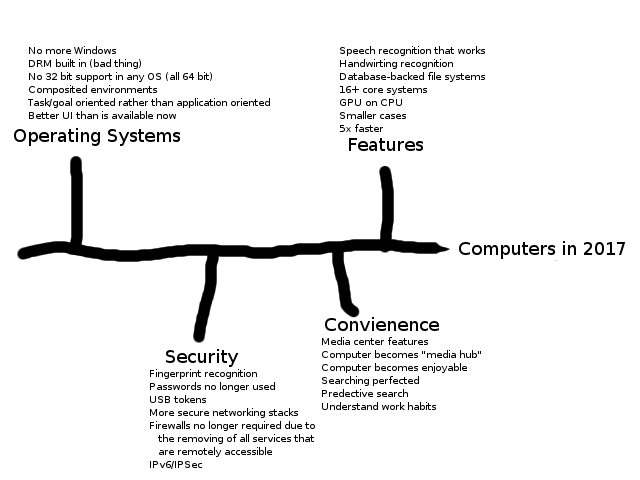 No more Windows
DRM built in (bad thing)
No 32 bit support in any OS (all 64 bit)
Composited environments
Task/goal oriented rather than application oriented
Better UI than is available now
Operating Systems
Speech recognition that works
Handwirting recognition
Database-backed file systems
16+ core systems
GPU on CPU
Smaller cases
5x faster
Features
Computers in 2017
Security
Fingerprint recognition
Passwords no longer used
USB tokens
More secure networking stacks
Firewalls no longer required due to
the removing of all services that
are remotely accessible
IPv6/IPSec
Convienence
Media center features
Computer becomes "media hub"
Computer becomes enjoyable
Searching perfected
Predective search
Understand work habits